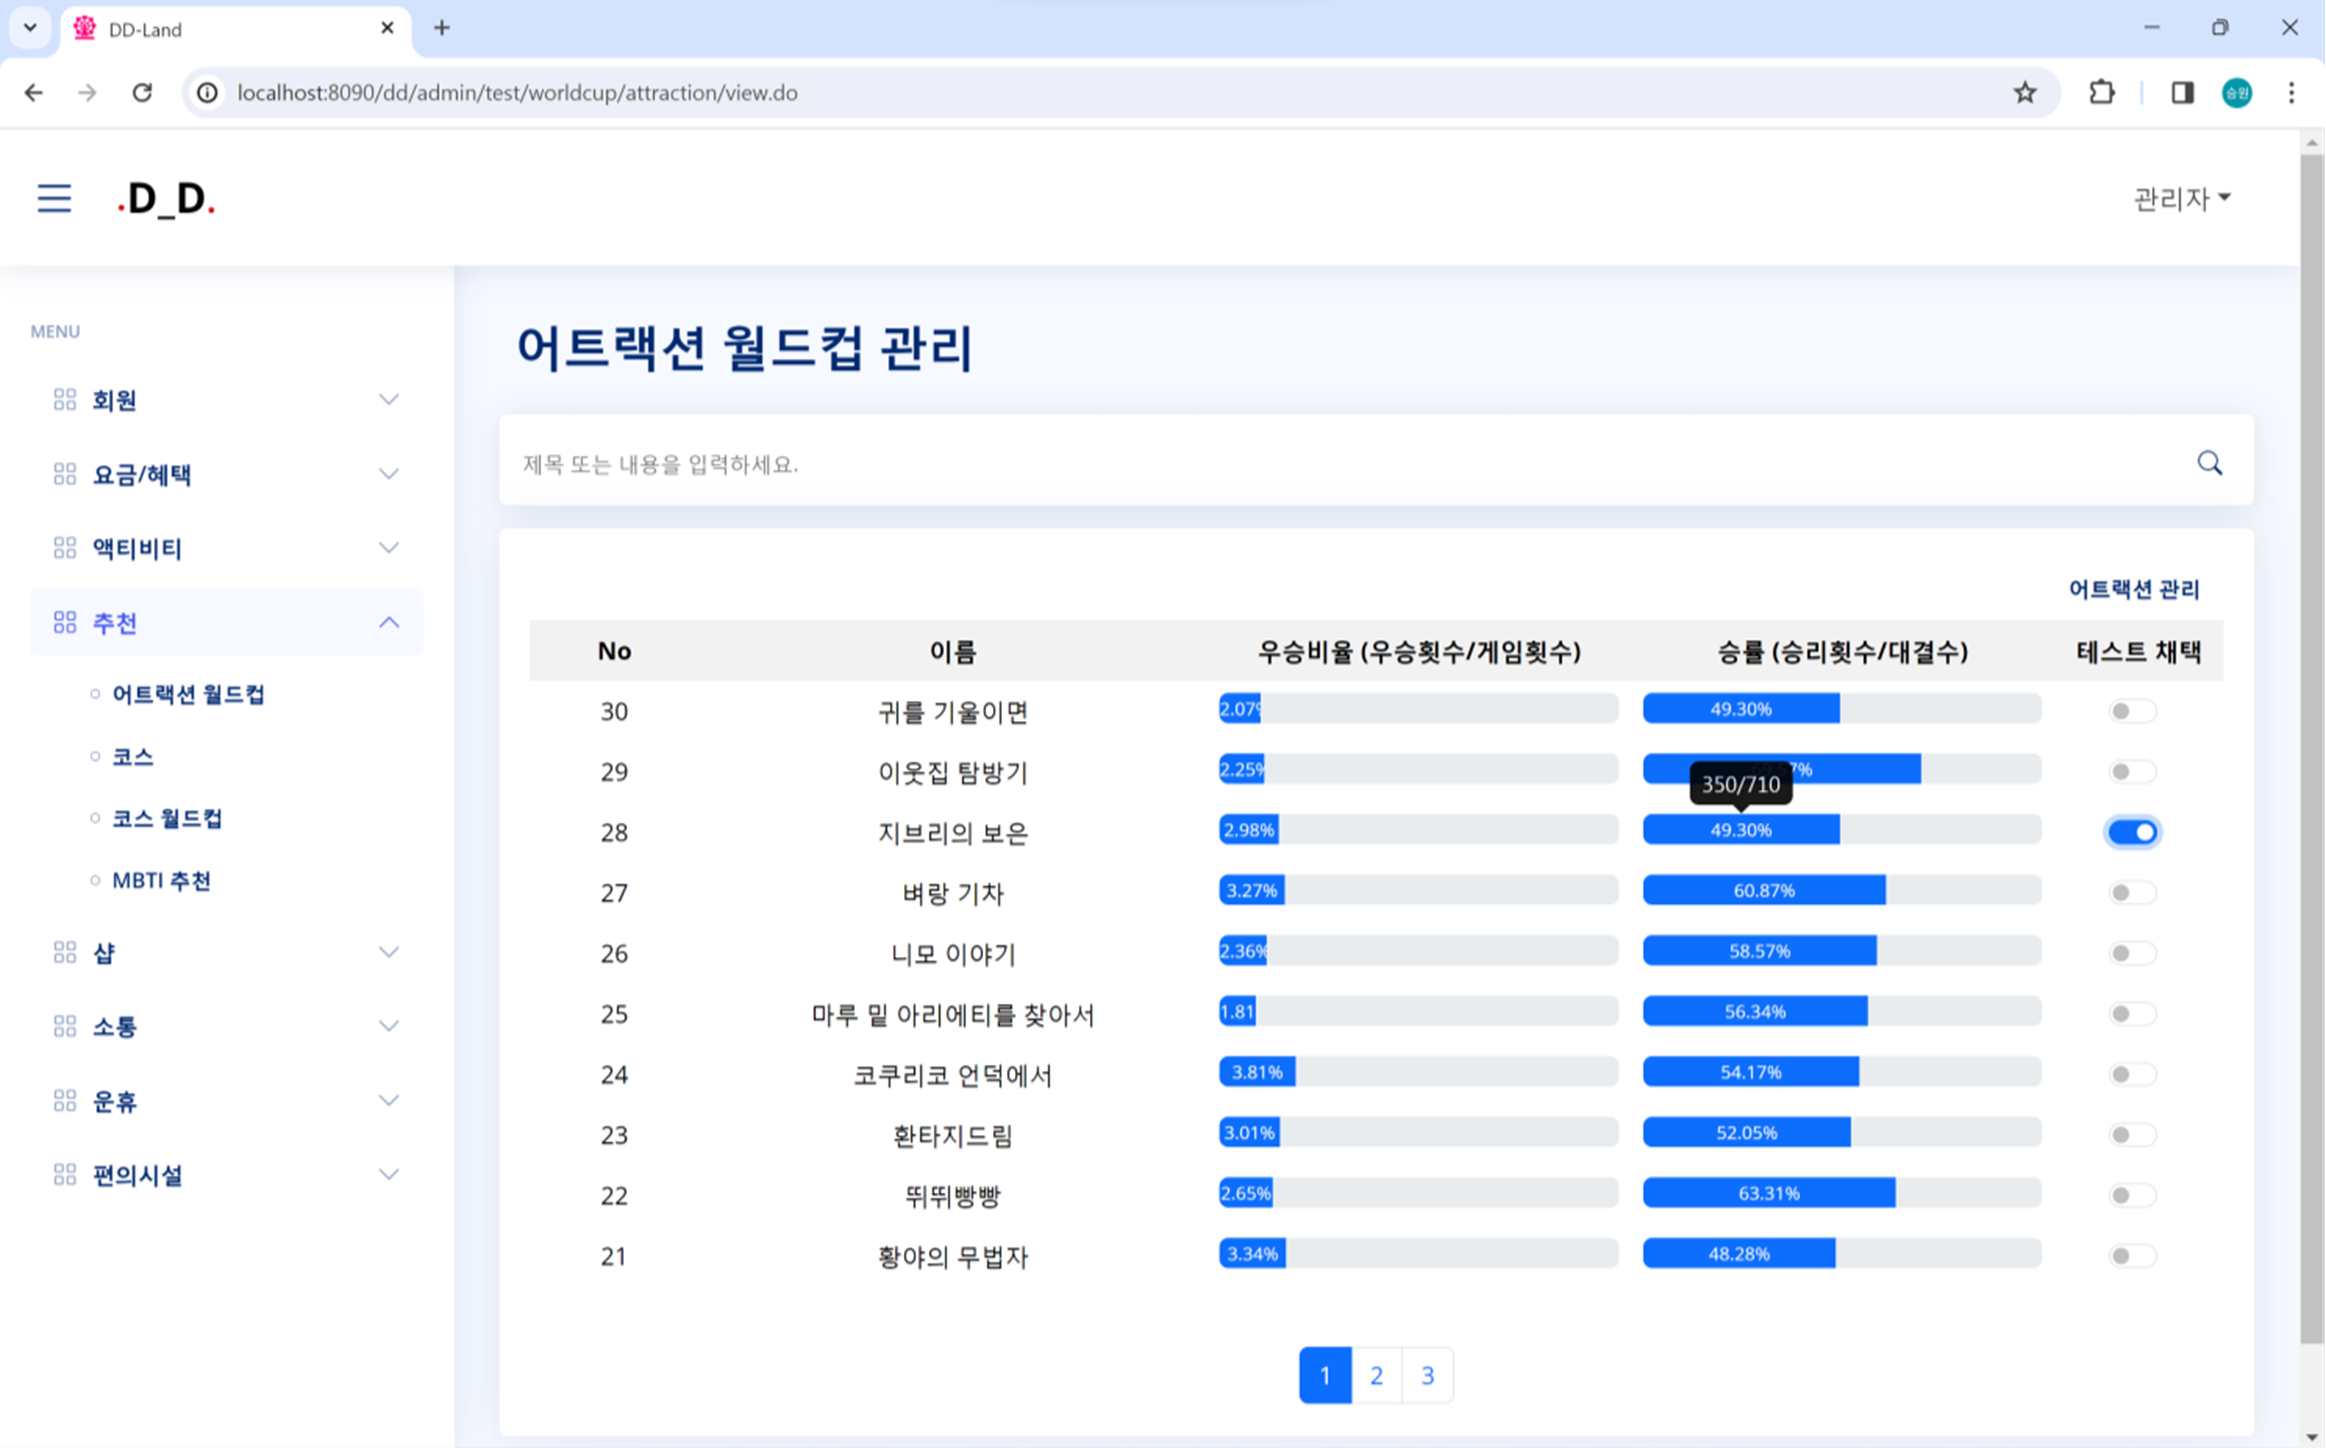 DD-Land
localhost:8090/dd/admin/test/worldcup/attraction/view.do
승원
.D_D.
관리자
MENU
회원
요금/혜택
액티비티
추천
어트랙션 월드컵
코스
코스 월드컵
MBTI 추천
샵
소통
운휴
편의시설
어트랙션 월드컵 관리
제목 또는 내용을 입력하세요.
어트랙션 관리
No 이름 우승비율 (우승횟수/게임횟수) 승률 (승리횟수/대결수) 테스트 채택
30 귀를 기울이면 2.07% 49.30%
29 이웃집 탐방기 2.25%
350/710
28 지브리의 보은 2.98% 49.30%
27 벼랑 기차 3.27% 60.87%
26 니모 이야기 2.36% 58.57%
25 마루 밑 아리에티를 찾아서 1.81 56.34%
24 코쿠리코 언덕에서 3.81% 54.17%
23 환타지드림 3.01% 52.05%
22 뛰뛰빵빵 2.65% 63.31%
21 황야의 무법자 3.34% 48.28%
1 2 3